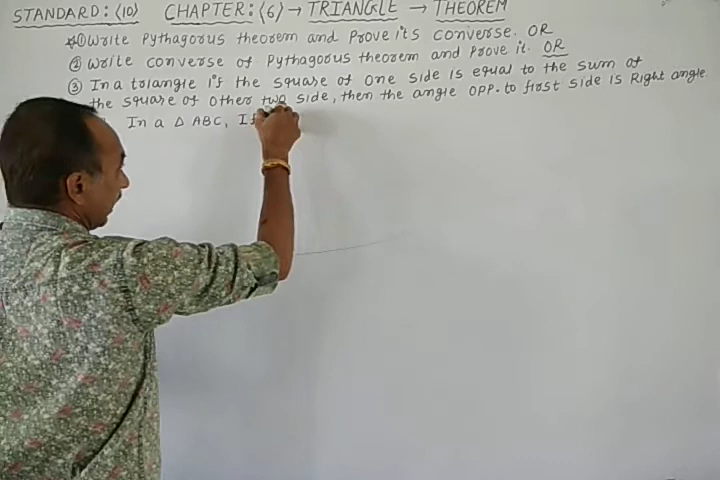 STANDARD: ⟨10⟩ CHAPTER: ⟨6⟩ → TRIANGLE → THEOREM
① Write Pythagorus theorem and prove it's converse. OR
② Write converse of Pythagorus theorem and prove it. OR
③ In a triangle if the square of one side is equal to the sum of
the square of other two side, then the angle OPP. to first side is Right angle.
In a △ ABC, If